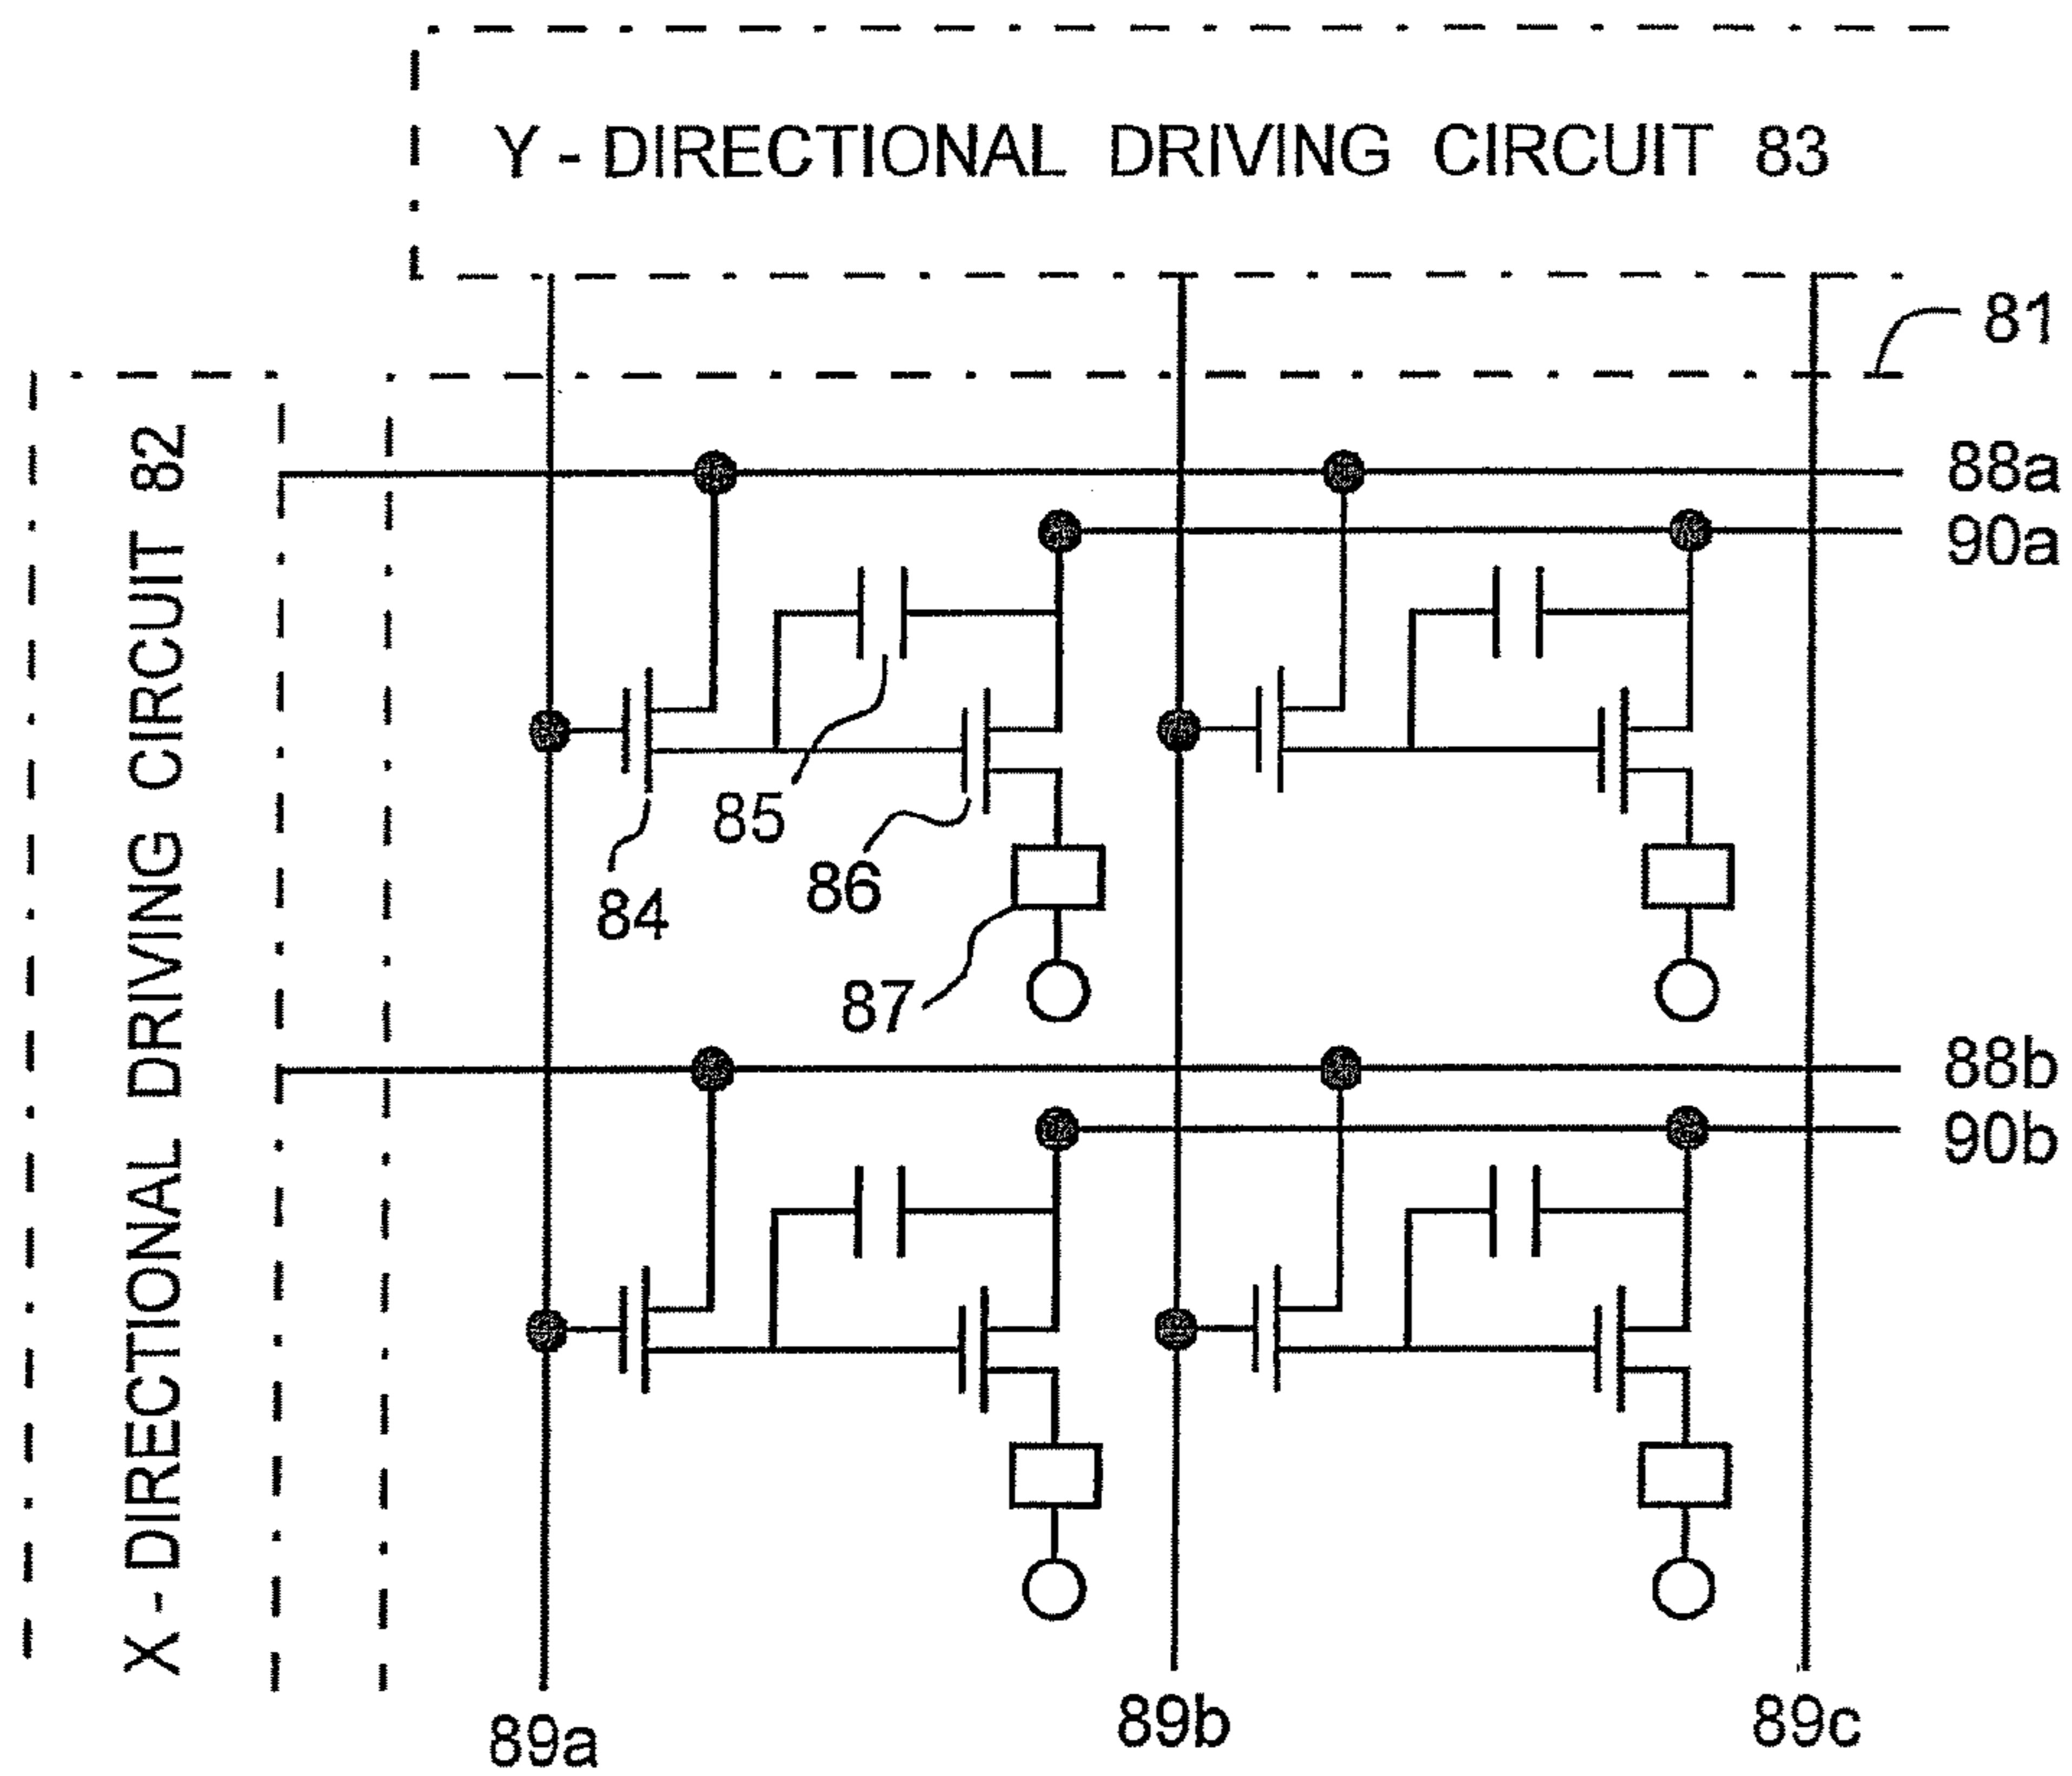 Y - DIRECTIONAL DRIVING CIRCUIT 83
81
X - DIRECTIONAL DRIVING CIRCUIT 82
88a
90a
85
86
84
87
88b
90b
89a
89b
89c